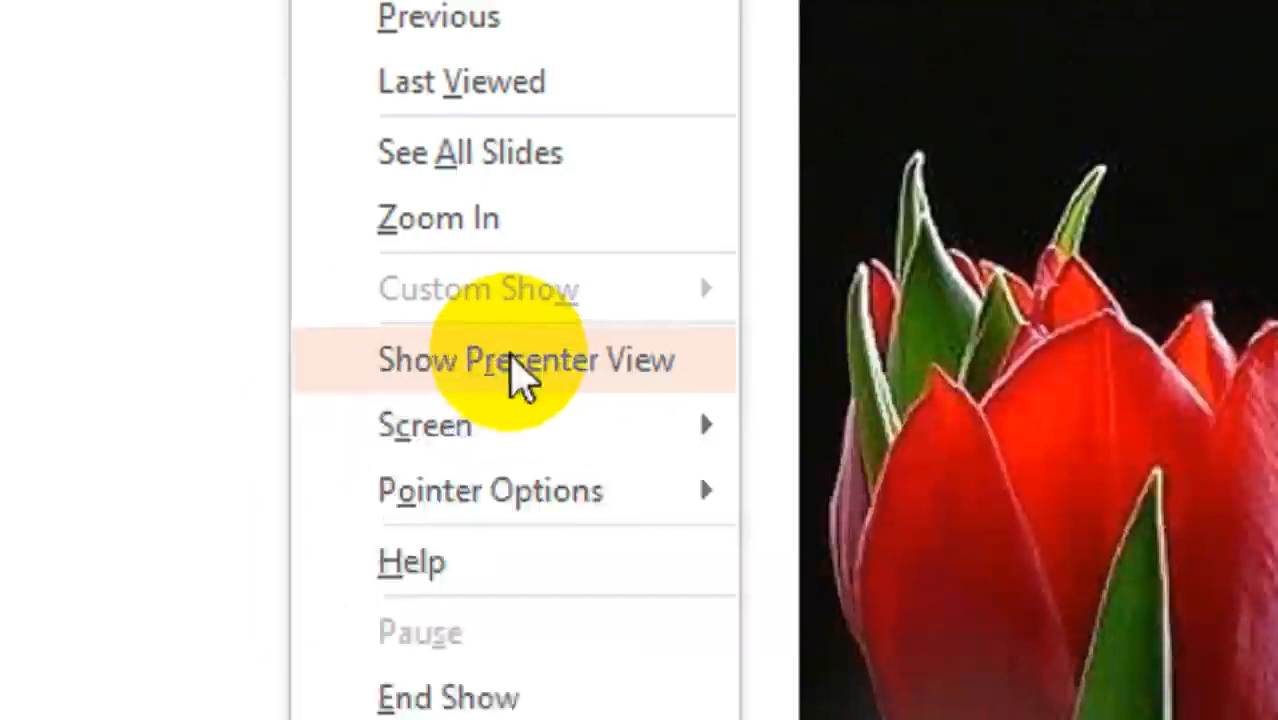 Previous
Last Viewed
See All Slides
Zoom In
Custom Show
Show Presenter View
Screen
Pointer Options
Help
Pause
End Show